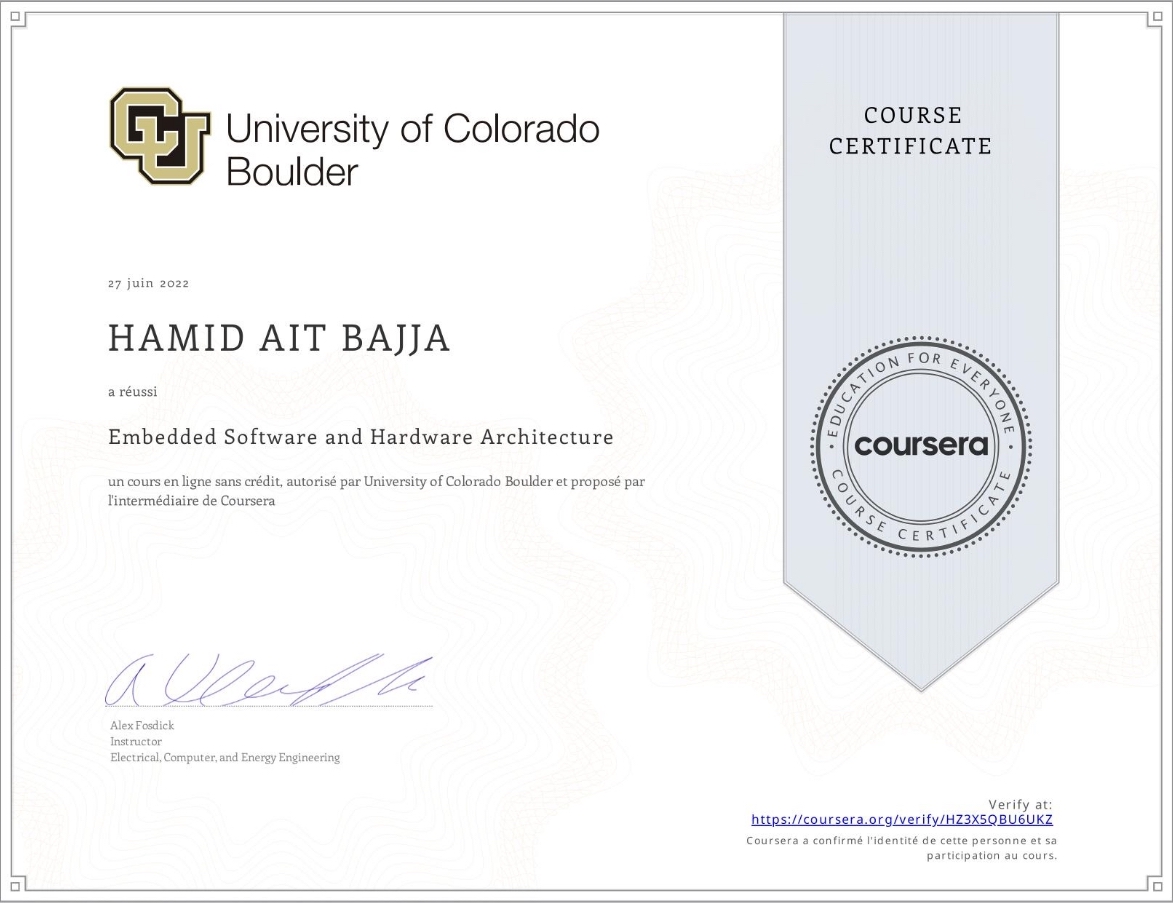 CU
University of Colorado
Boulder
COURSE
CERTIFICATE
27 juin 2022
HAMID AIT BAJJA
a réussi
Embedded Software and Hardware Architecture
un cours en ligne sans crédit, autorisé par University of Colorado Boulder et proposé par
l'intermédiaire de Coursera
EDUCATION FOR EVERYONE
coursera
COURSE CERTIFICATE
Alex Fosdick
Instructor
Electrical, Computer, and Energy Engineering
Verify at:
https://coursera.org/verify/HZ3X5QBU6UKZ
Coursera a confirmé l'identité de cette personne et sa
participation au cours.